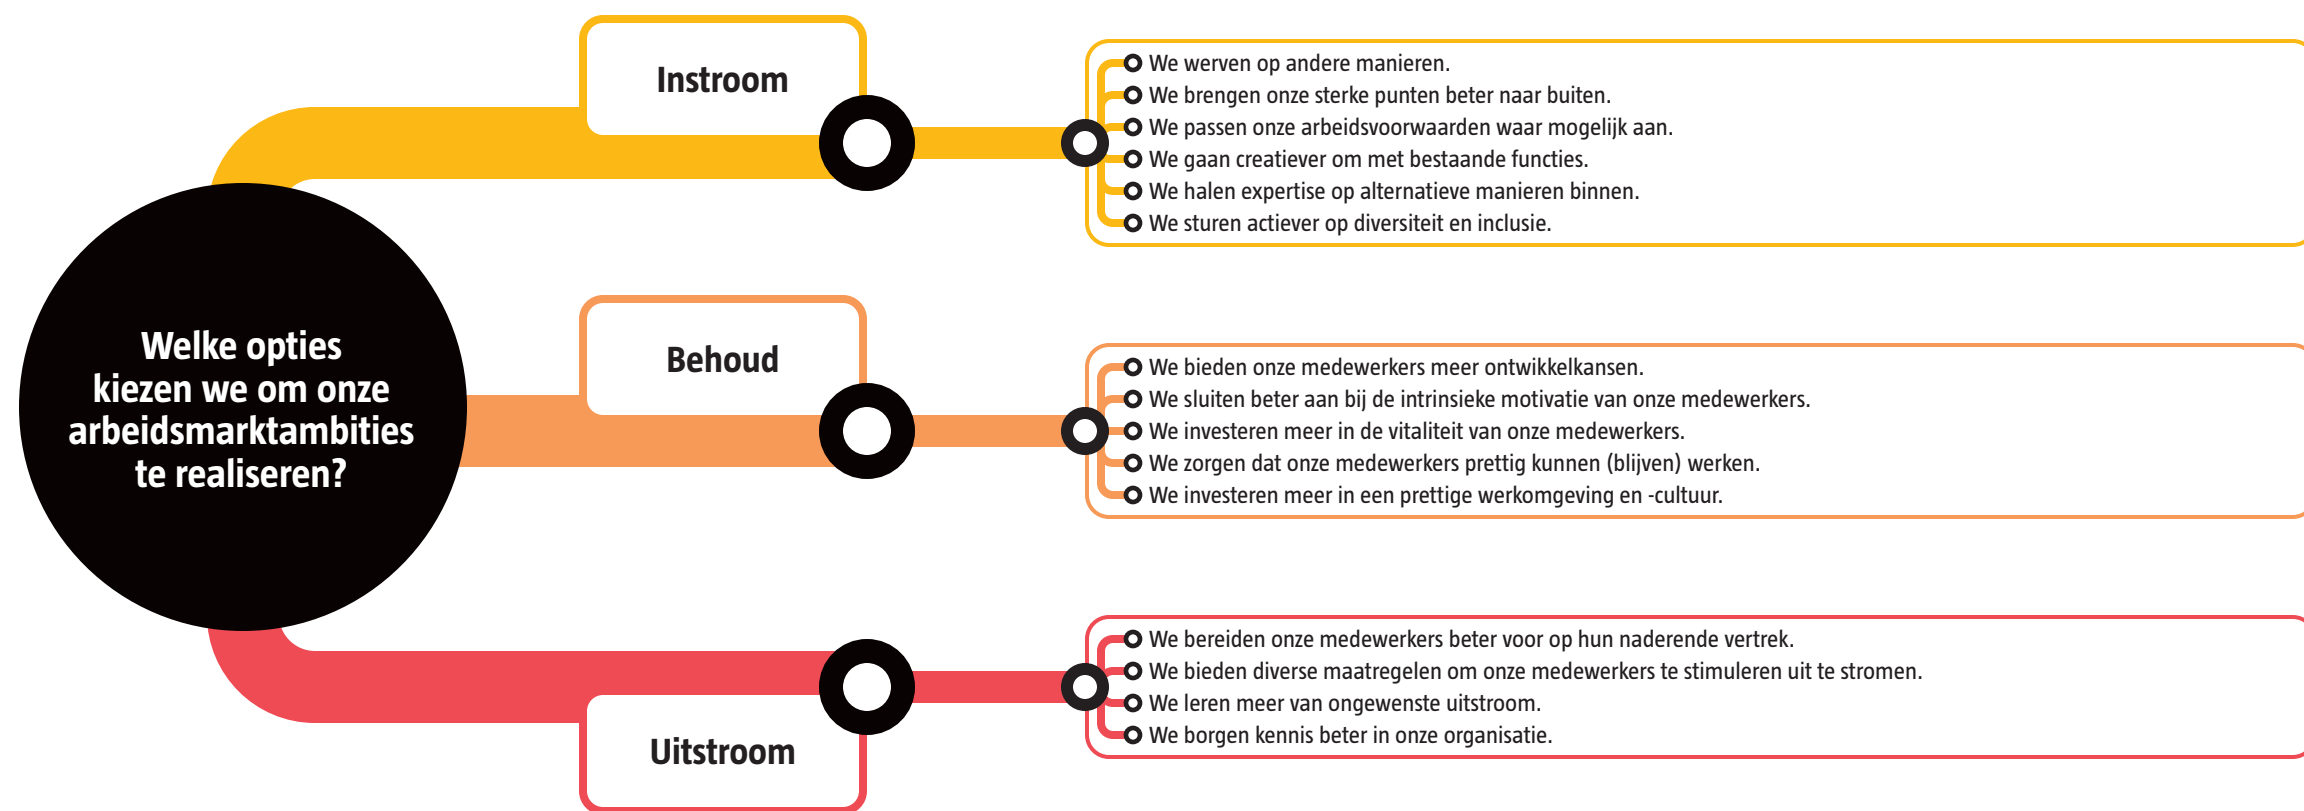 Welke opties
kiezen we om onze
arbeidsmarktambities
te realiseren?
Instroom
We werven op andere manieren.
We brengen onze sterke punten beter naar buiten.
We passen onze arbeidsvoorwaarden waar mogelijk aan.
We gaan creatiever om met bestaande functies.
We halen expertise op alternatieve manieren binnen.
We sturen actiever op diversiteit en inclusie.
Behoud
We bieden onze medewerkers meer ontwikkelkansen.
We sluiten beter aan bij de intrinsieke motivatie van onze medewerkers.
We investeren meer in de vitaliteit van onze medewerkers.
We zorgen dat onze medewerkers prettig kunnen (blijven) werken.
We investeren meer in een prettige werkomgeving en -cultuur.
Uitstroom
We bereiden onze medewerkers beter voor op hun naderende vertrek.
We bieden diverse maatregelen om onze medewerkers te stimuleren uit te stromen.
We leren meer van ongewenste uitstroom.
We borgen kennis beter in onze organisatie.